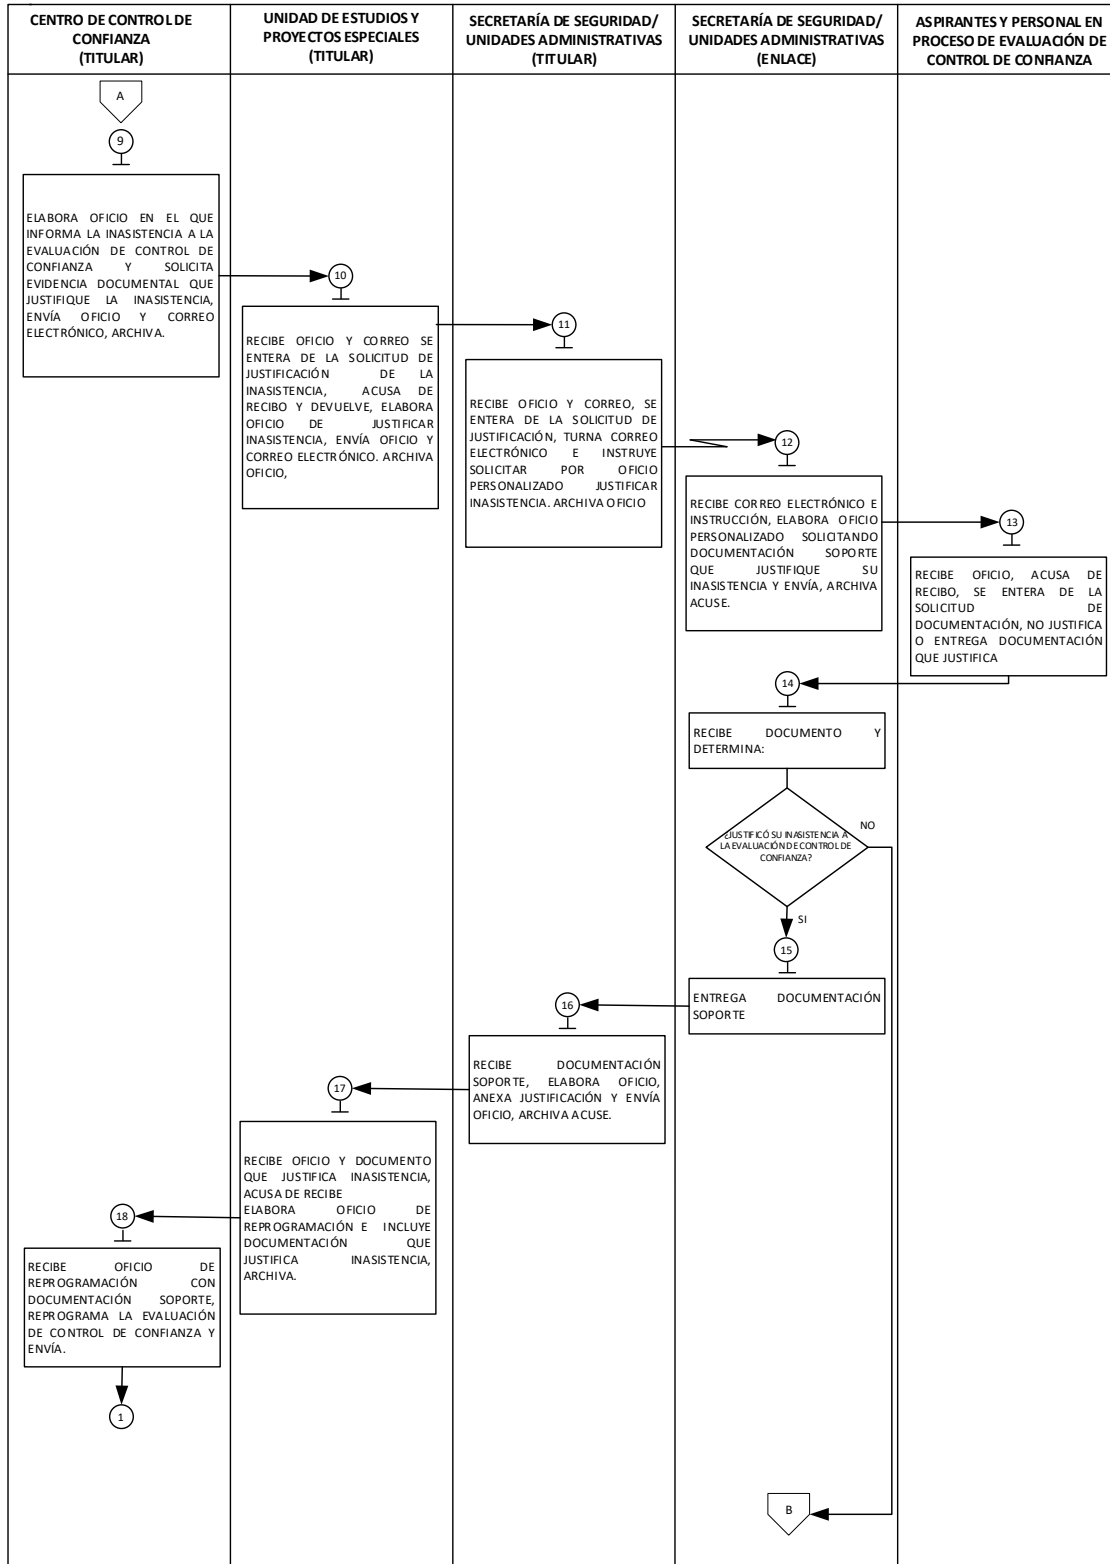 CENTRO DE CONTROL DE
CONFIANZA
(TITULAR)
UNIDAD DE ESTUDIOS Y
PROYECTOS ESPECIALES
(TITULAR)
SECRETARÍA DE SEGURIDAD/
UNIDADES ADMINISTRATIVAS
(TITULAR)
SECRETARÍA DE SEGURIDAD/
UNIDADES ADMINISTRATIVAS
(ENLACE)
ASPIRANTES Y PERSONAL EN
PROCESO DE EVALUACIÓN DE
CONTROL DE CONFIANZA
A
9
ELABORA OFICIO EN EL QUE
INFORMA LA INASISTENCIA A LA
EVALUACIÓN DE CONTROL DE
CONFIANZA Y SOLICITA
EVIDENCIA DOCUMENTAL QUE
JUSTIFIQUE LA INASISTENCIA,
ENVÍA OFICIO Y CORREO
ELECTRÓNICO, ARCHIVA.
10
RECIBE OFICIO Y CORREO SE
ENTERA DE LA SOLICITUD DE
JUSTIFICACIÓN DE LA
INASISTENCIA, ACUSA DE
RECIBO Y DEVUELVE, ELABORA
OFICIO DE JUSTIFICAR
INASISTENCIA, ENVÍA OFICIO Y
CORREO ELECTRÓNICO. ARCHIVA
OFICIO,
11
RECIBE OFICIO Y CORREO, SE
ENTERA DE LA SOLICITUD DE
JUSTIFICACIÓN, TURNA CORREO
ELECTRÓNICO E INSTRUYE
SOLICITAR POR OFICIO
PERSONALIZADO JUSTIFICAR
INASISTENCIA. ARCHIVA OFICIO
12
RECIBE CORREO ELECTRÓNICO E
INSTRUCCIÓN, ELABORA OFICIO
PERSONALIZADO SOLICITANDO
DOCUMENTACIÓN SOPORTE
QUE JUSTIFIQUE SU
INASISTENCIA Y ENVÍA, ARCHIVA
ACUSE.
13
RECIBE OFICIO, ACUSA DE
RECIBO, SE ENTERA DE LA
SOLICITUD DE
DOCUMENTACIÓN, NO JUSTIFICA
O ENTREGA DOCUMENTACIÓN
QUE JUSTIFICA
14
RECIBE DOCUMENTO Y
DETERMINA:
¿JUSTIFICÓ SU INASISTENCIA A
LA EVALUACIÓN DE CONTROL DE
CONFIANZA?
NO
SI
15
ENTREGA DOCUMENTACIÓN
SOPORTE
16
RECIBE DOCUMENTACIÓN
SOPORTE, ELABORA OFICIO,
ANEXA JUSTIFICACIÓN Y ENVÍA
OFICIO, ARCHIVA ACUSE.
17
RECIBE OFICIO Y DOCUMENTO
QUE JUSTIFICA INASISTENCIA,
ACUSA DE RECIBE
ELABORA OFICIO DE
REPROGRAMACIÓN E INCLUYE
DOCUMENTACIÓN QUE
JUSTIFICA INASISTENCIA,
ARCHIVA.
18
RECIBE OFICIO DE
REPROGRAMACIÓN CON
DOCUMENTACIÓN SOPORTE,
REPROGRAMA LA EVALUACIÓN
DE CONTROL DE CONFIANZA Y
ENVÍA.
1
B